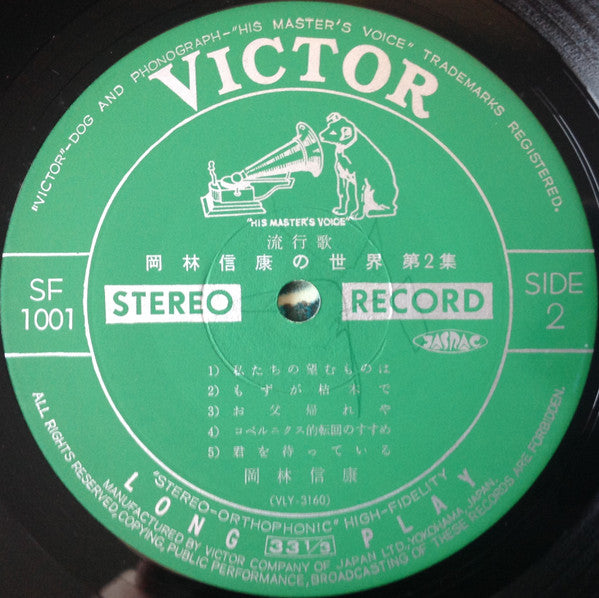 "VICTOR"-DOG AND PHONOGRAPH-"HIS MASTER'S VOICE" TRADEMARKS REGISTERED.
VICTOR
"HIS MASTER'S VOICE"
流行歌
岡林信康の世界 第2集
SF
1001
STEREO RECORD
SIDE
2
JASRAC
1) 私たちの望むものは
2) もずが枯木で
3) お父帰れや
4) コペルニクス的転回のすすめ
5) 君を待っている
岡林信康
(VLY-3160)
"STEREO-ORTHOPHONIC" HIGH-FIDELITY
LONG 33 1/3 PLAY
MANUFACTURED BY VICTOR COMPANY OF JAPAN LTD. YOKOHAMA, JAPAN.
ALL RIGHTS RESERVED, COPYING, PUBLIC PERFORMANCE, BROADCASTING OF THESE RECORDS ARE FORBIDDEN.